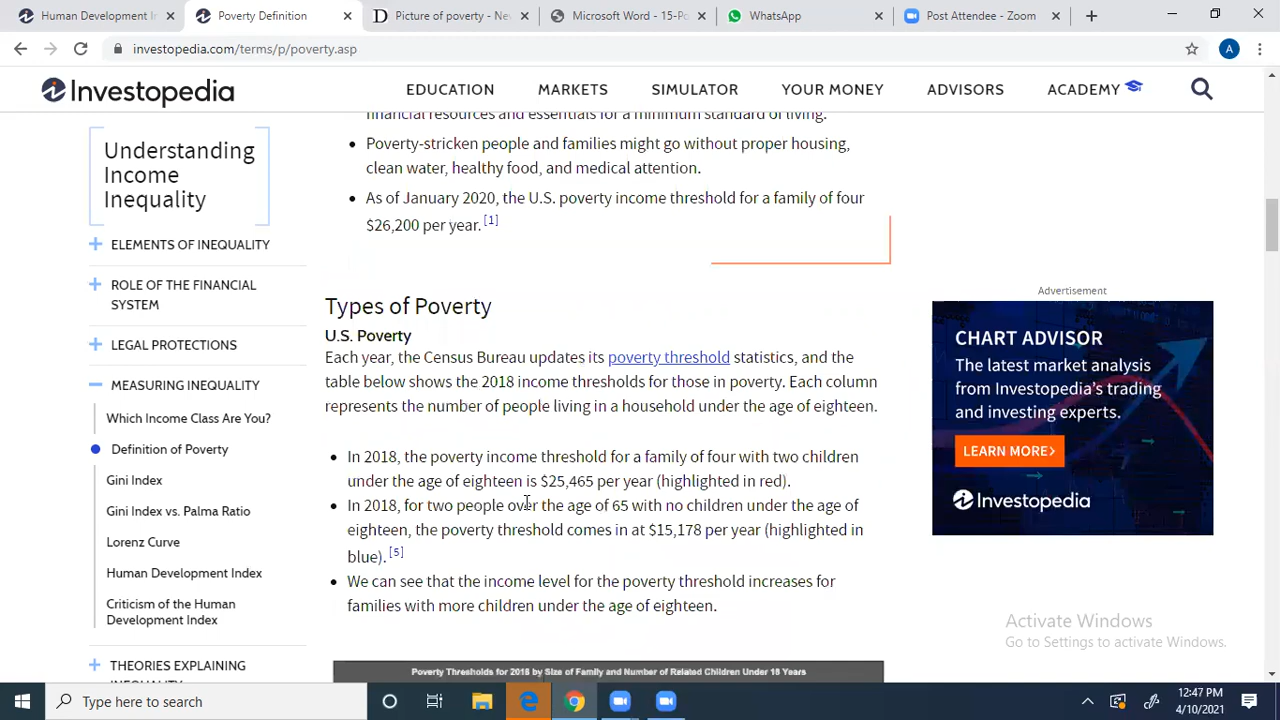 Human Development I
Poverty Definition
Picture of poverty - Ne
Microsoft Word - 15-Po
WhatsApp
Post Attendee - Zoom
investopedia.com/terms/p/poverty.asp
A
Investopedia
EDUCATION
MARKETS
SIMULATOR
YOUR MONEY
ADVISORS
ACADEMY
Understanding
Income
Inequality
ELEMENTS OF INEQUALITY
ROLE OF THE FINANCIAL
SYSTEM
LEGAL PROTECTIONS
MEASURING INEQUALITY
Which Income Class Are You?
Definition of Poverty
Gini Index
Gini Index vs. Palma Ratio
Lorenz Curve
Human Development Index
Criticism of the Human
Development Index
THEORIES EXPLAINING
INEQUALITY
financial resources and essentials for a minimum standard of living.
Poverty-stricken people and families might go without proper housing,
clean water, healthy food, and medical attention.
As of January 2020, the U.S. poverty income threshold for a family of four
$26,200 per year. [1]
Types of Poverty
U.S. Poverty
Each year, the Census Bureau updates its poverty threshold statistics, and the
table below shows the 2018 income thresholds for those in poverty. Each column
represents the number of people living in a household under the age of eighteen.
In 2018, the poverty income threshold for a family of four with two children
under the age of eighteen is $25,465 per year (highlighted in red).
In 2018, for two people over the age of 65 with no children under the age of
eighteen, the poverty threshold comes in at $15,178 per year (highlighted in
blue). [5]
We can see that the income level for the poverty threshold increases for
families with more children under the age of eighteen.
Poverty Thresholds for 2018 by Size of Family and Number of Related Children Under 18 Years
Advertisement
CHART ADVISOR
The latest market analysis
from Investopedia's trading
and investing experts.
LEARN MORE>
Investopedia
Activate Windows
Go to Settings to activate Windows.
Type here to search
12:47 PM
4/10/2021